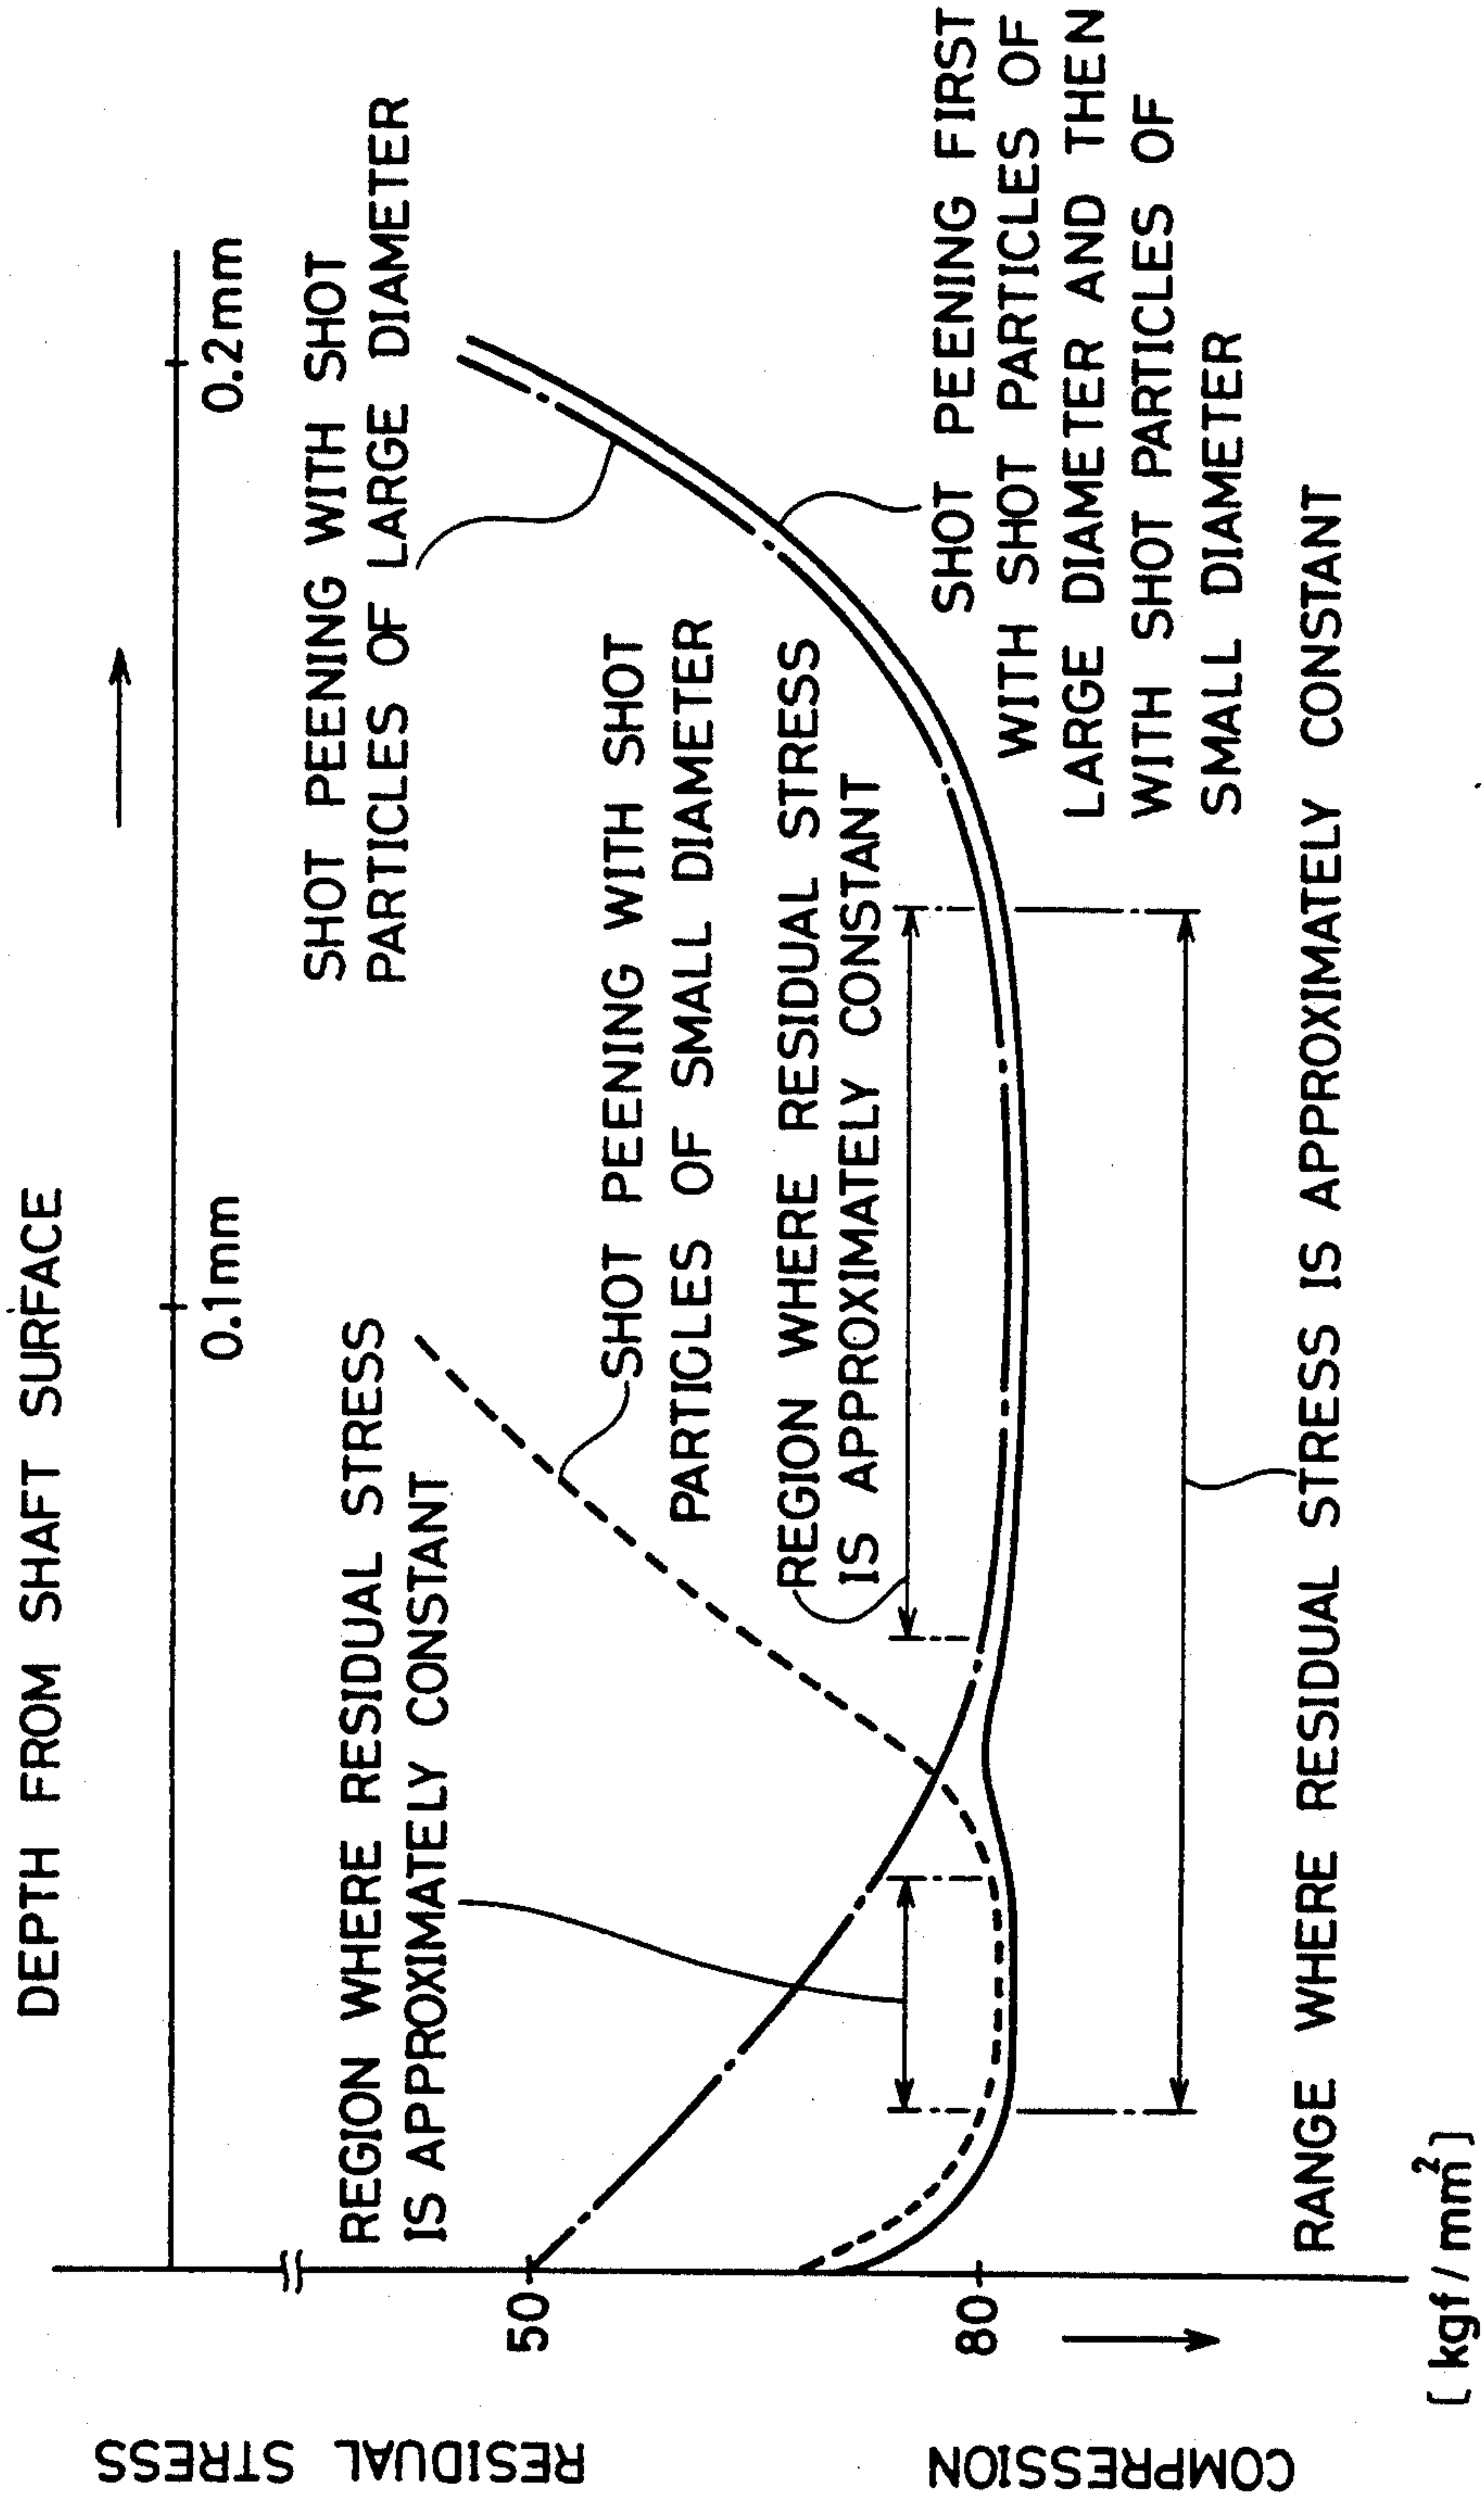 DEPTH FROM SHAFT SURFACE
0.1mm
0.2mm
RESIDUAL STRESS
COMPRESSION
50
80
[kgf/mm²]
REGION WHERE RESIDUAL STRESS
IS APPROXIMATELY CONSTANT
SHOT PEENING WITH SHOT
PARTICLES OF LARGE DIAMETER
SHOT PEENING WITH SHOT
PARTICLES OF SMALL DIAMETER
REGION WHERE RESIDUAL STRESS
IS APPROXIMATELY CONSTANT
SHOT PEENING FIRST
WITH SHOT PARTICLES OF
LARGE DIAMETER AND THEN
WITH SHOT PARTICLES OF
SMALL DIAMETER
RANGE WHERE RESIDUAL STRESS IS APPROXIMATELY CONSTANT